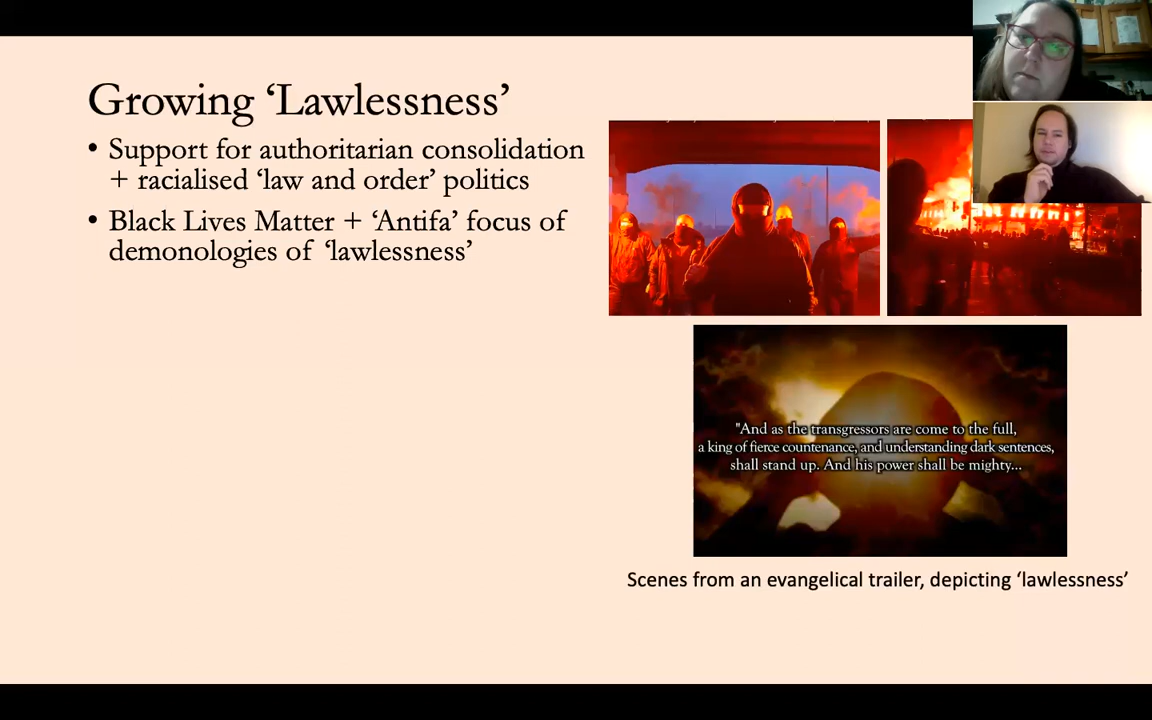 Growing ‘Lawlessness’
• Support for authoritarian consolidation
+ racialised ‘law and order’ politics
• Black Lives Matter + ‘Antifa’ focus of
demonologies of ‘lawlessness’
"And as the transgressors are come to the full,
a king of fierce countenance, and understanding dark sentences,
shall stand up. And his power shall be mighty...
Scenes from an evangelical trailer, depicting ‘lawlessness’